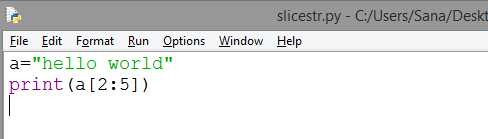 slicestr.py - C:/Users/Sana/Deskt
File Edit Format Run Options Window Help
a="hello world"
print(a[2:5])